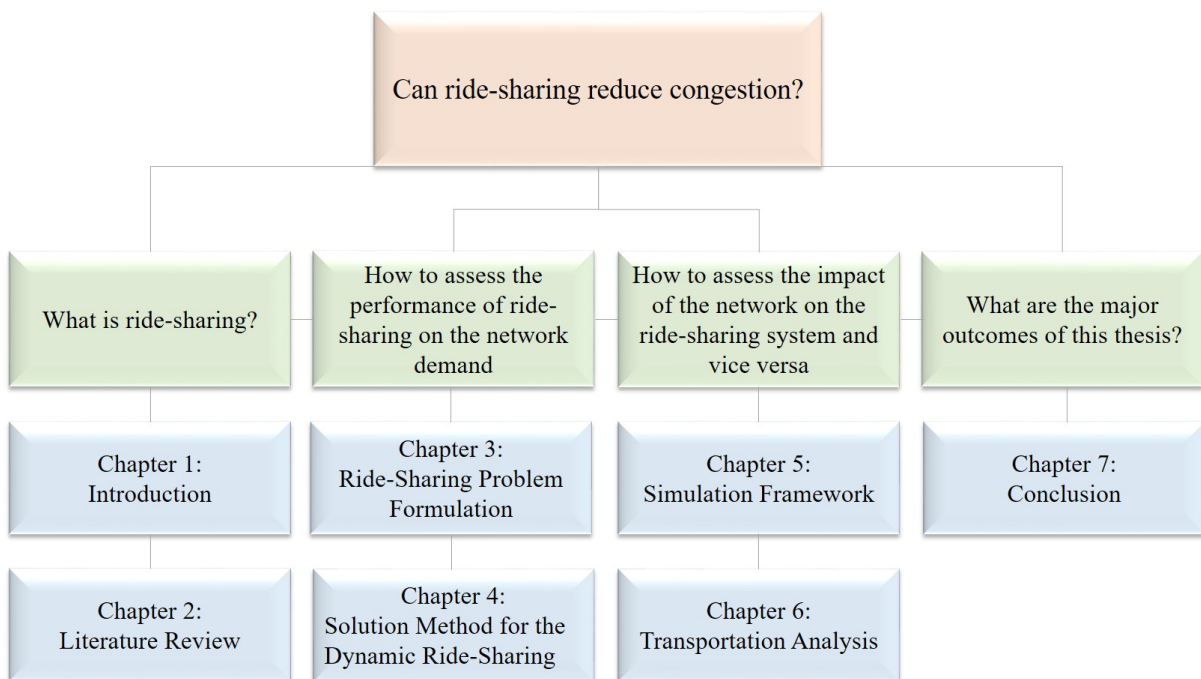 Can ride-sharing reduce congestion?
What is ride-sharing?
How to assess the
performance of ride-
sharing on the network
demand
How to assess the impact
of the network on the
ride-sharing system and
vice versa
What are the major
outcomes of this thesis?
Chapter 1:
Introduction
Chapter 3:
Ride-Sharing Problem
Formulation
Chapter 5:
Simulation Framework
Chapter 7:
Conclusion
Chapter 2:
Literature Review
Chapter 4:
Solution Method for the
Dynamic Ride-Sharing
Chapter 6:
Transportation Analysis